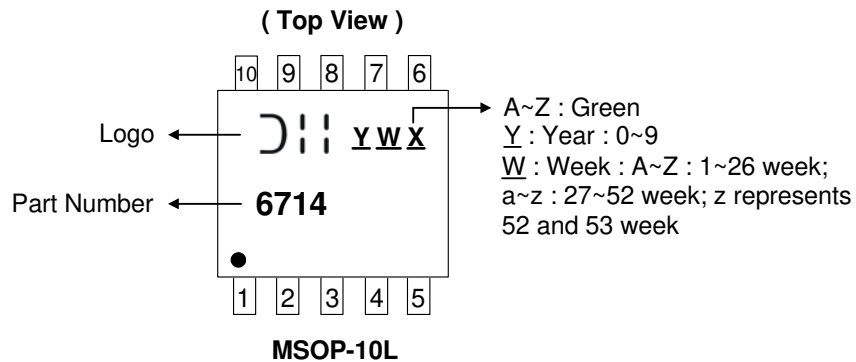 ( Top View )
10 9 8 7 6
Logo
Y W X
A~Z : Green
Y : Year : 0~9
W : Week : A~Z : 1~26 week;
a~z : 27~52 week; z represents
52 and 53 week
Part Number
6714
1 2 3 4 5
MSOP-10L